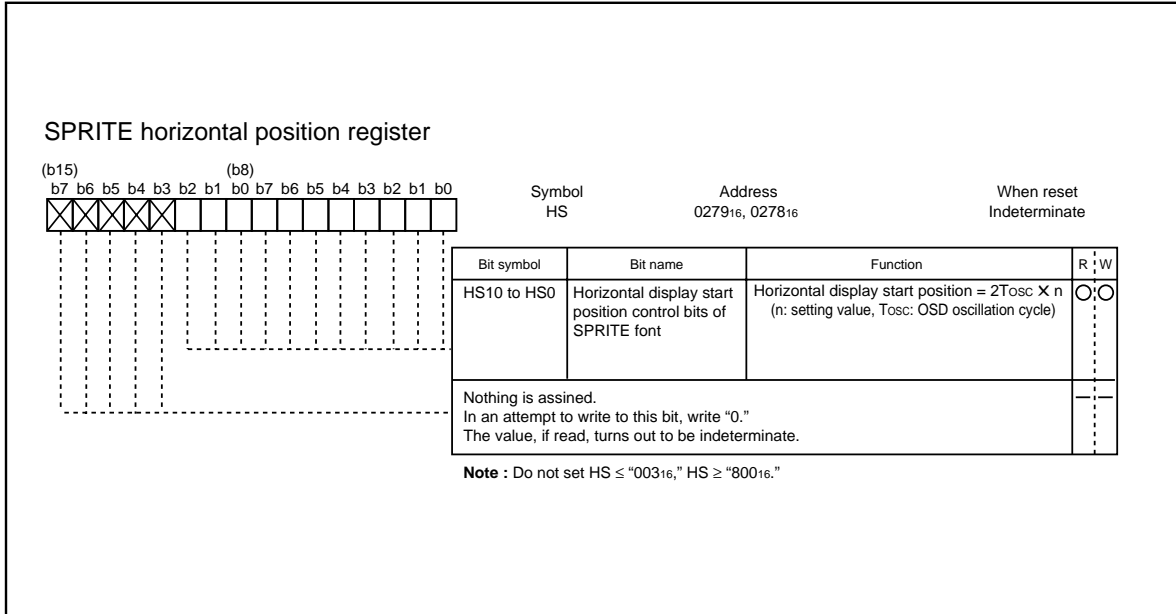 SPRITE horizontal position register
(b15) (b8)
b7 b6 b5 b4 b3 b2 b1 b0 b7 b6 b5 b4 b3 b2 b1 b0
Symbol Address When reset
HS 0279₁₆, 0278₁₆ Indeterminate
Bit symbol Bit name Function R W
HS10 to HS0 Horizontal display start Horizontal display start position = 2Tosc X n
position control bits of (n: setting value, Tosc: OSD oscillation cycle)
SPRITE font
Nothing is assined.
In an attempt to write to this bit, write “0.”
The value, if read, turns out to be indeterminate.
Note : Do not set HS ≤ “003₁₆,” HS ≥ “800₁₆.”